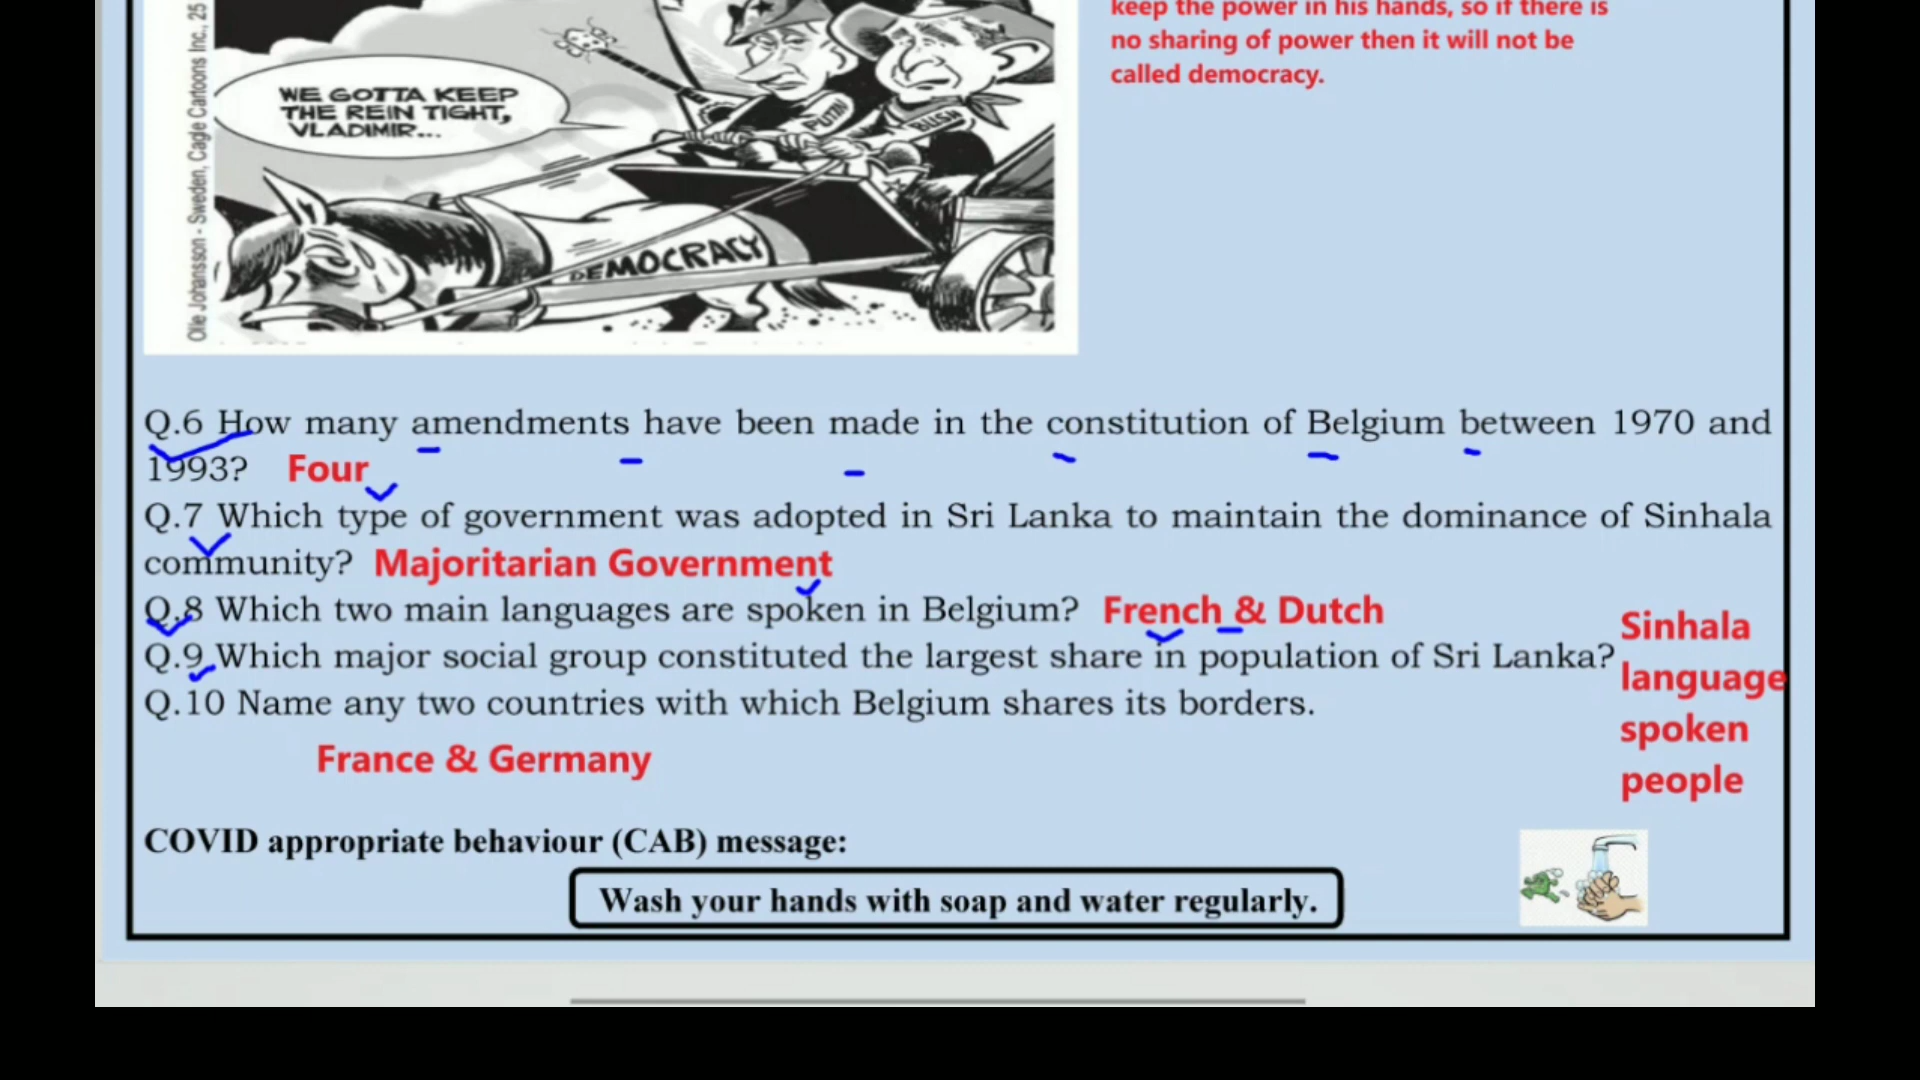 keep the power in his hands, so if there is
no sharing of power then it will not be
called democracy.
Olle Johansson - Sweden, Cagle Cartoons Inc., 25
WE GOTTA KEEP
THE REIN TIGHT,
VLADIMIR...
PUTIN
BUSH
DEMOCRACY
Q.6 How many amendments have been made in the constitution of Belgium between 1970 and
1993? Four
Q.7 Which type of government was adopted in Sri Lanka to maintain the dominance of Sinhala
community? Majoritarian Government
Q.8 Which two main languages are spoken in Belgium? French & Dutch
Q.9 Which major social group constituted the largest share in population of Sri Lanka?
Sinhala
language
spoken
people
Q.10 Name any two countries with which Belgium shares its borders.
France & Germany
COVID appropriate behaviour (CAB) message:
Wash your hands with soap and water regularly.